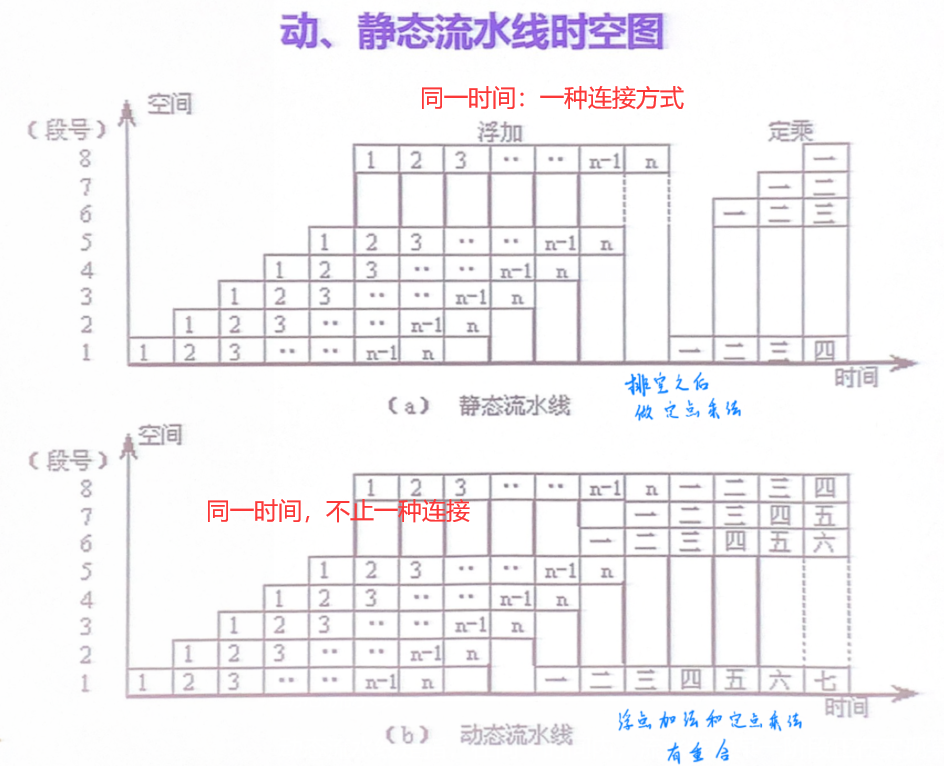 动、静态流水线时空图
空间
同一时间：一种连接方式
（段号）
浮加
定乘
8 1 2 3 ·· ·· n-1 n 一
7 一 二
6 一 二 三
5 1 2 3 ·· ·· n-1 n
4 1 2 3 ·· ·· n-1 n
3 1 2 3 ·· ·· n-1 n
2 1 2 3 ·· ·· n-1 n
1 1 2 3 ·· ·· n-1 n 一 二 三 四
时间
（a） 静态流水线
排空之后
做定点乘法
空间
（段号）
8 1 2 3 ·· ·· n-1 n 一 二 三 四
7 一 二 三 四 五
同一时间，不止一种连接
6 一 二 三 四 五 六
5 1 2 3 ·· ·· n-1 n
4 1 2 3 ·· ·· n-1 n
3 1 2 3 ·· ·· n-1 n
2 1 2 3 ·· ·· n-1 n
1 1 2 3 ·· ·· n-1 n 一 二 三 四 五 六 七
时间
（b） 动态流水线
浮点加法和定点乘法
有重合